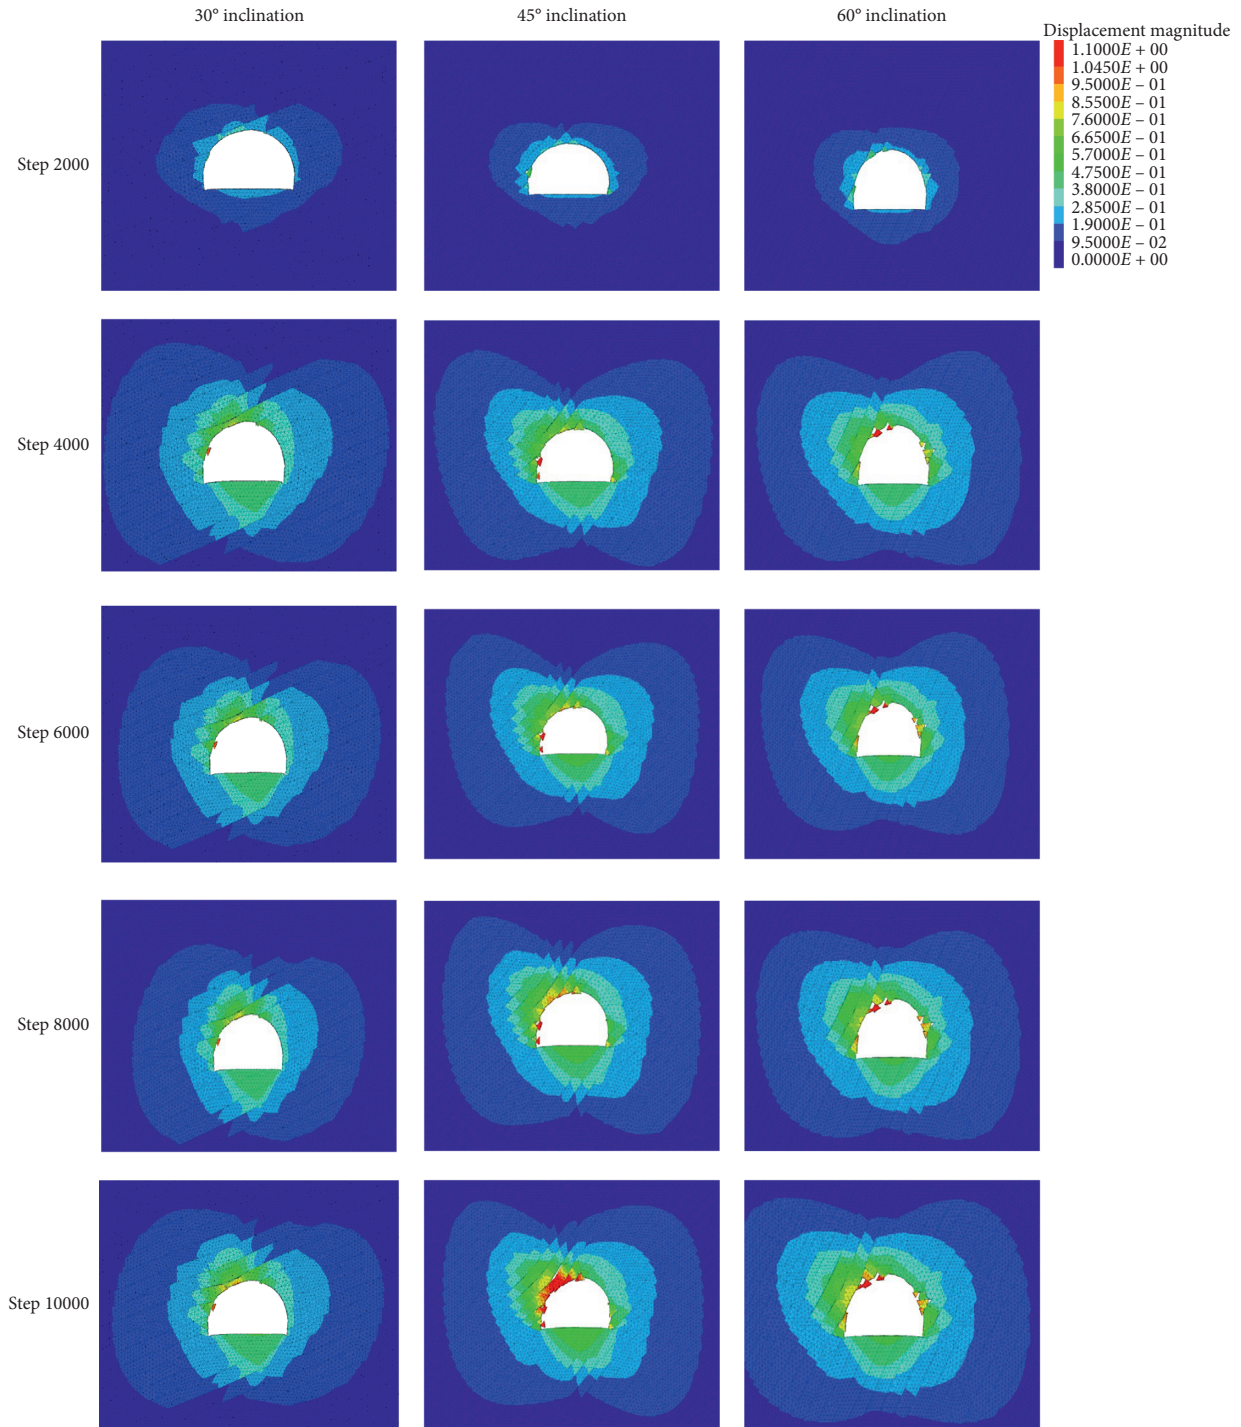 30° inclination
45° inclination
60° inclination
Displacement magnitude
1.1000E + 00
1.0450E + 00
9.5000E – 01
8.5500E – 01
7.6000E – 01
6.6500E – 01
5.7000E – 01
4.7500E – 01
3.8000E – 01
2.8500E – 01
1.9000E – 01
9.5000E – 02
0.0000E + 00
Step 2000
Step 4000
Step 6000
Step 8000
Step 10000